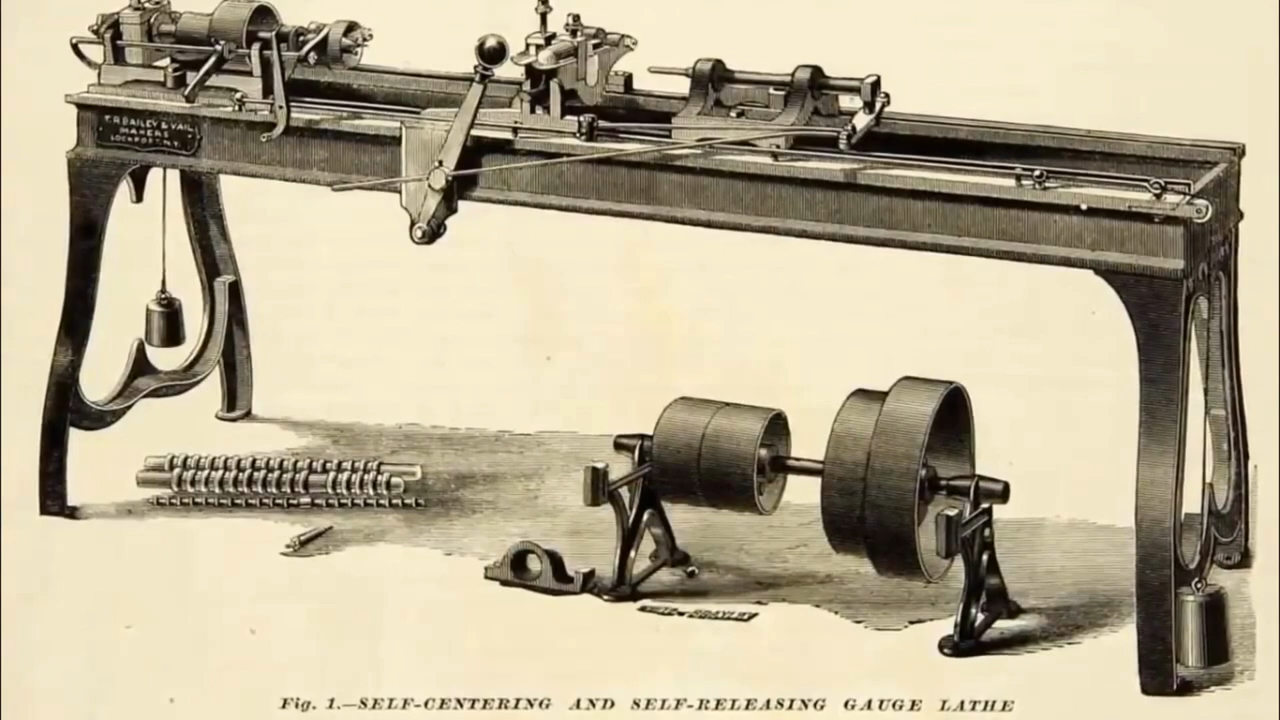 T. R. BAILEY & VAIL
MAKERS
LOCKPORT. N.Y.
Fig. 1.—SELF-CENTERING AND SELF-RELEASING GAUGE LATHE